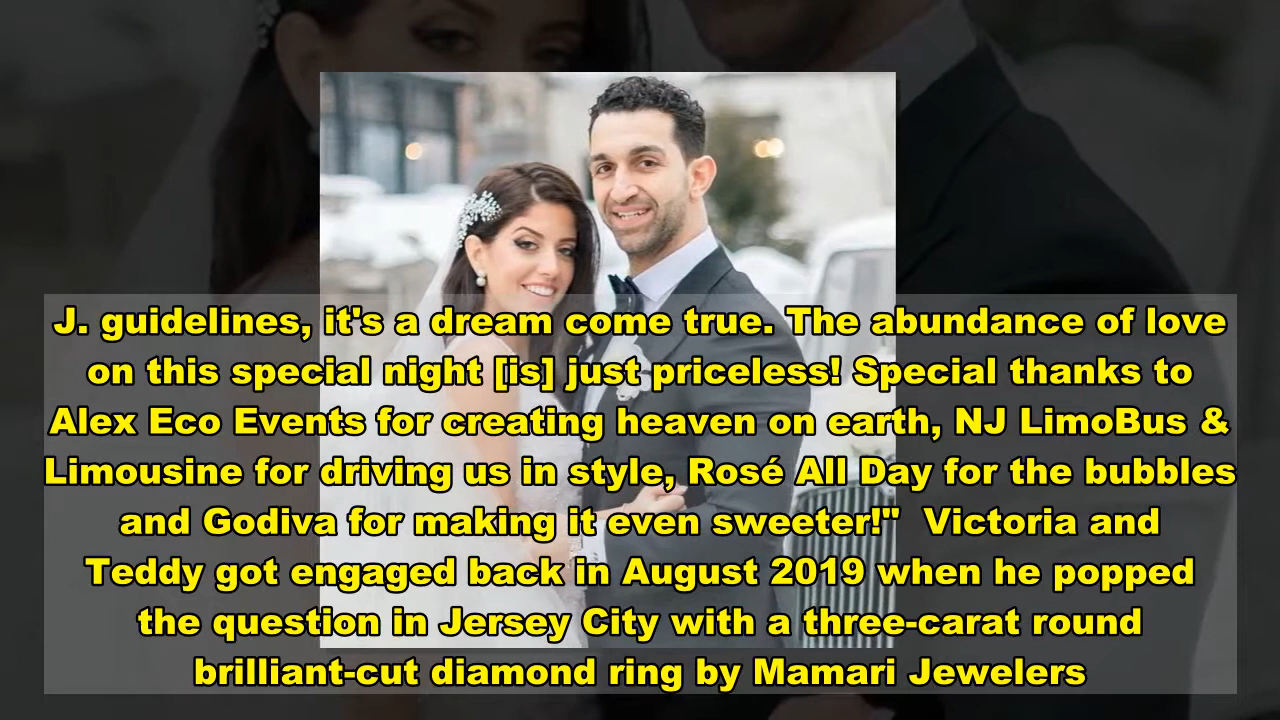 J. guidelines, it's a dream come true. The abundance of love
on this special night [is] just priceless! Special thanks to
Alex Eco Events for creating heaven on earth, NJ LimoBus &
Limousine for driving us in style, Rosé All Day for the bubbles
and Godiva for making it even sweeter!"  Victoria and
Teddy got engaged back in August 2019 when he popped
the question in Jersey City with a three-carat round
brilliant-cut diamond ring by Mamari Jewelers